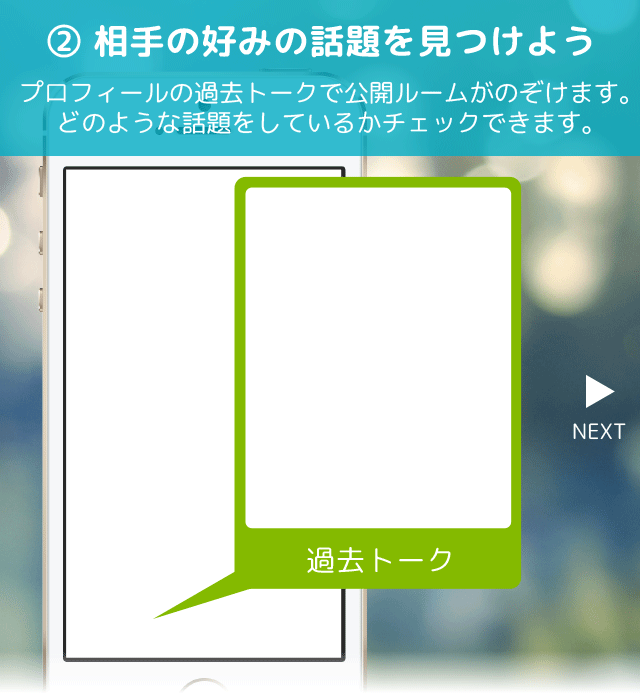 ② 相手の好みの話題を見つけよう
プロフィールの過去トークで公開ルームがのぞけます。
どのような話題をしているかチェックできます。
NEXT
過去トーク